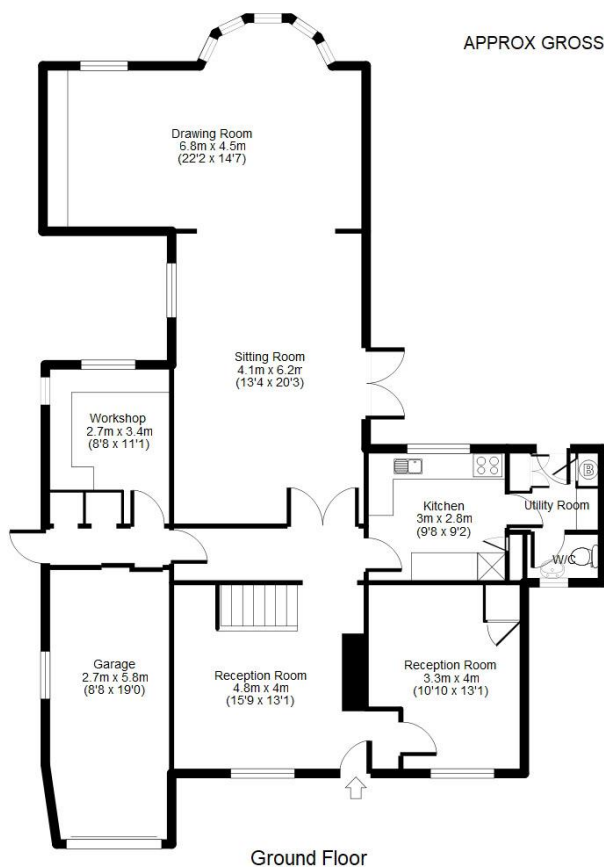 APPROX GROSS
Drawing Room
6.8m x 4.5m
(22'2 x 14'7)
Sitting Room
4.1m x 6.2m
(13'4 x 20'3)
Workshop
2.7m x 3.4m
(8'8 x 11'1)
Kitchen
3m x 2.8m
(9'8 x 9'2)
B
Utility Room
W/C
Garage
2.7m x 5.8m
(8'8 x 19'0)
Reception Room
4.8m x 4m
(15'9 x 13'1)
Reception Room
3.3m x 4m
(10'10 x 13'1)
Ground Floor